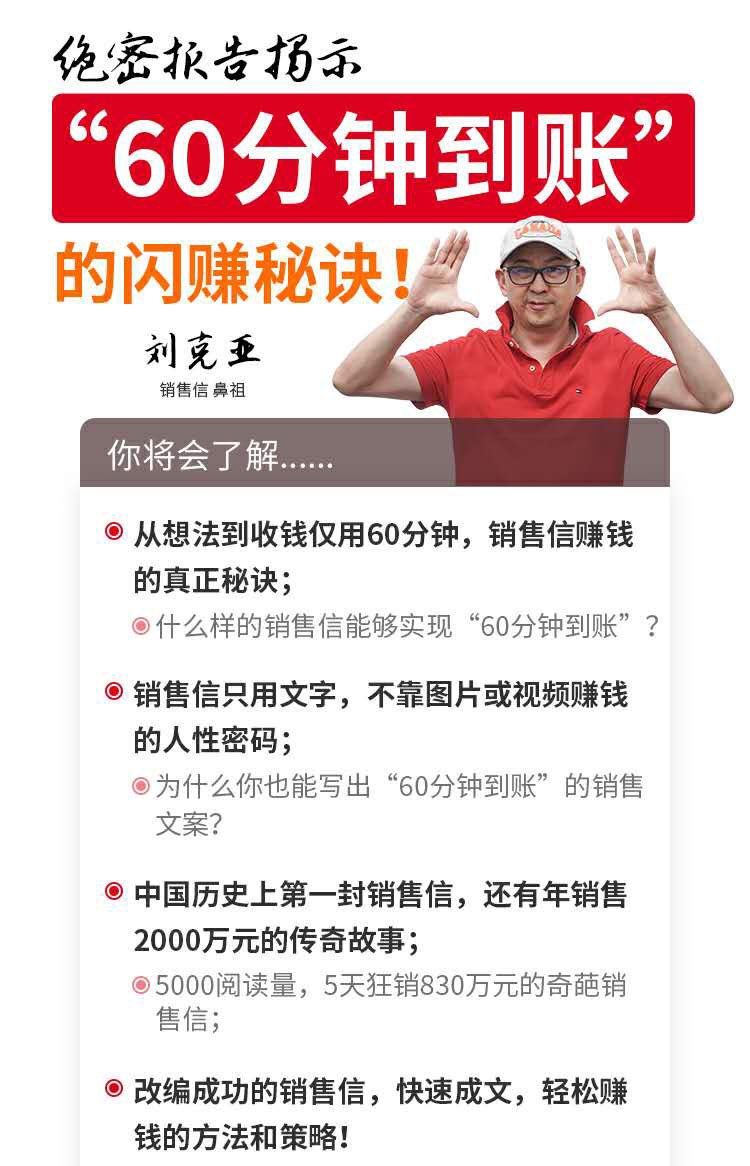 绝密报告揭示
“60分钟到账”
的闪赚秘诀！
CANADA
刘克亚
销售信 鼻祖
你将会了解......
从想法到收钱仅用60分钟，销售信赚钱
的真正秘诀；
什么样的销售信能够实现“60分钟到账”？
销售信只用文字，不靠图片或视频赚钱
的人性密码；
为什么你也能写出“60分钟到账”的销售
文案？
中国历史上第一封销售信，还有年销售
2000万元的传奇故事；
5000阅读量，5天狂销830万元的奇葩销
售信；
改编成功的销售信，快速成文，轻松赚
钱的方法和策略！